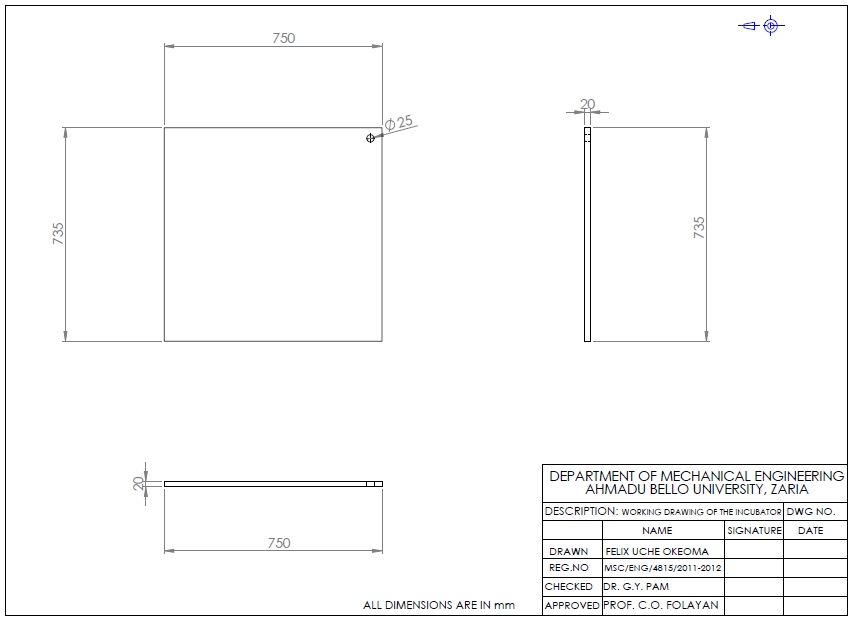 750
Ø25
20
735
735
20
750
ALL DIMENSIONS ARE IN mm
DEPARTMENT OF MECHANICAL ENGINEERING
AHMADU BELLO UNIVERSITY, ZARIA
DESCRIPTION: WORKING DRAWING OF THE INCUBATOR DWG NO.
NAME SIGNATURE DATE
DRAWN FELIX UCHE OKEOMA
REG.NO MSC/ENG/4815/2011-2012
CHECKED DR. G.Y. PAM
APPROVED PROF. C.O. FOLAYAN